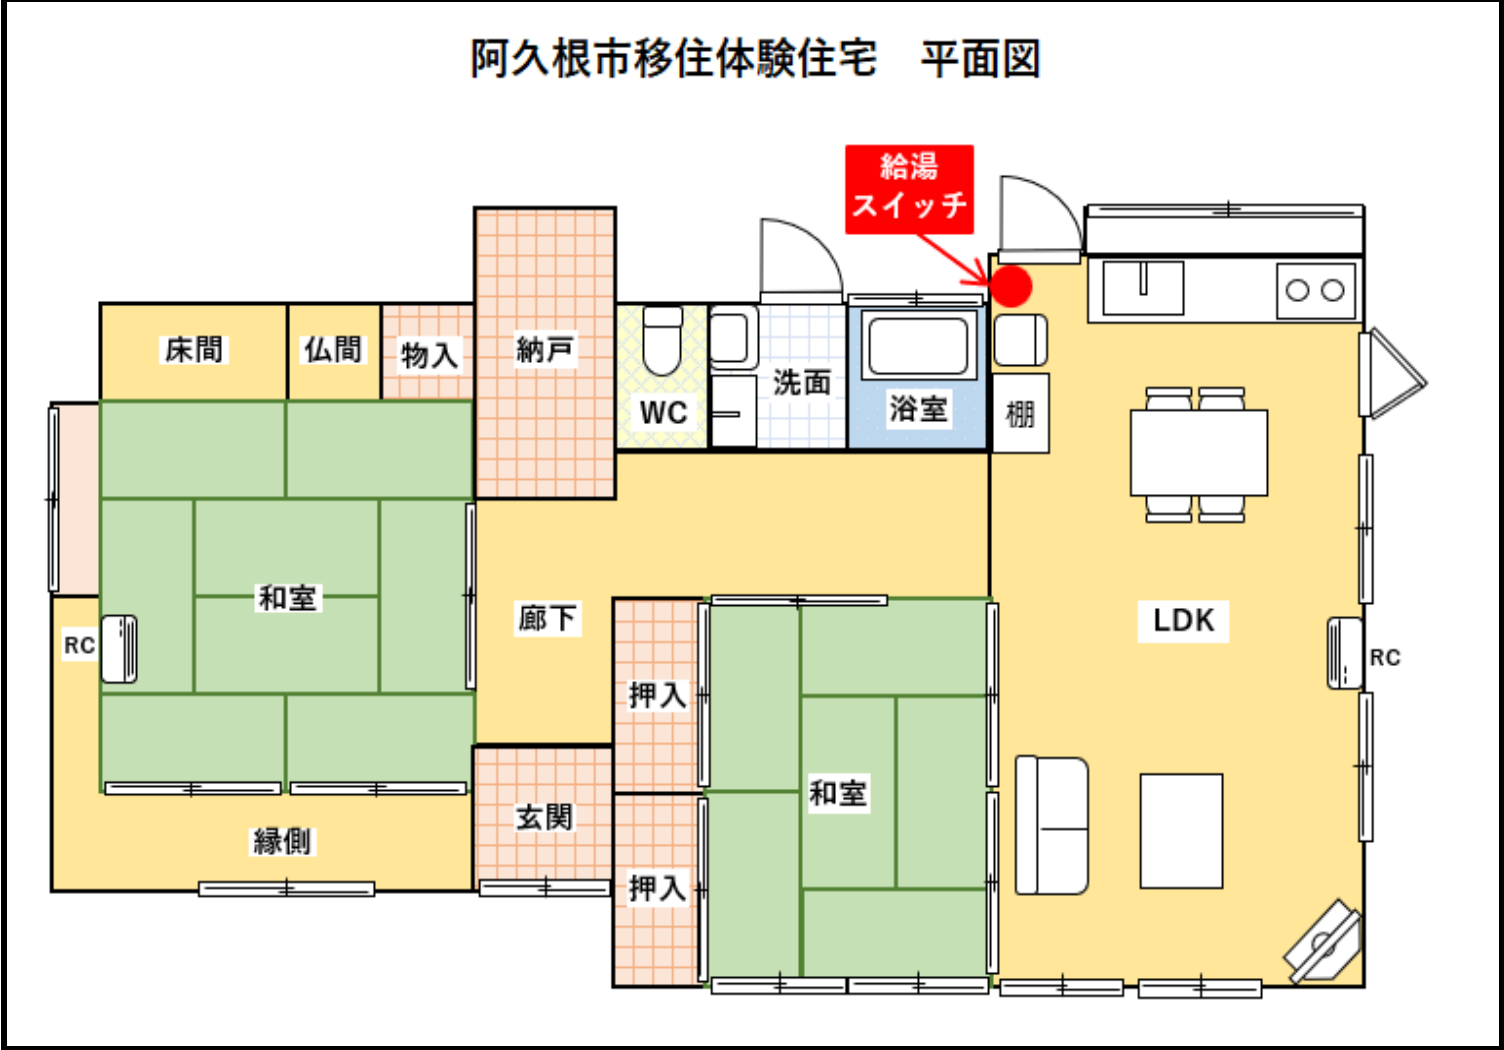 阿久根市移住体験住宅　平面図
給湯
スイッチ
床間
仏間
物入
納戸
WC
洗面
浴室
棚
和室
廊下
LDK
RC
RC
押入
和室
玄関
縁側
押入